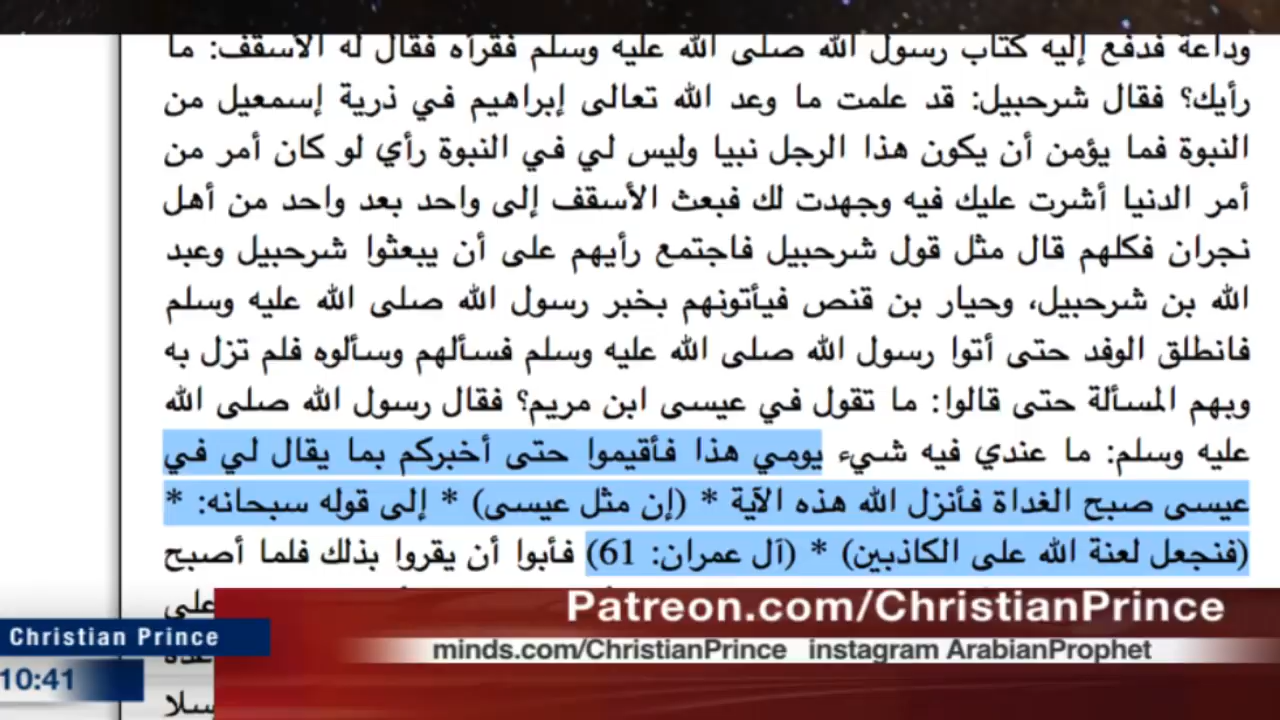 وداعة فدفع إليه كتاب رسول الله صلى الله عليه وسلم فقرأه فقال له الأسقف: ما
رأيك؟ فقال شرحبيل: قد علمت ما وعد الله تعالى إبراهيم في ذرية إسمعيل من
النبوة فما يؤمن أن يكون هذا الرجل نبيا وليس لي في النبوة رأي لو كان أمر من
أمر الدنيا أشرت عليك فيه وجهدت لك فبعث الأسقف إلى واحد بعد واحد من أهل
نجران فكلهم قال مثل قول شرحبيل فاجتمع رأيهم على أن يبعثوا شرحبيل وعبد
الله بن شرحبيل، وحيار بن قنص فيأتونهم بخبر رسول الله صلى الله عليه وسلم
فانطلق الوفد حتى أتوا رسول الله صلى الله عليه وسلم فسألهم وسألوه فلم تزل به
وبهم المسألة حتى قالوا: ما تقول في عيسى ابن مريم؟ فقال رسول الله صلى الله
عليه وسلم: ما عندي فيه شيء يومي هذا فأقيموا حتى أخبركم بما يقال لي في
عيسى صبح الغداة فأنزل الله هذه الآية * (إن مثل عيسى) * إلى قوله سبحانه: *
(فنجعل لعنة الله على الكاذبين) * (آل عمران: 61) فأبوا أن يقروا بذلك فلما أصبح
على
Patreon.com/ChristianPrince
Christian Prince
minds.com/ChristianPrince instagram ArabianProphet
10:41